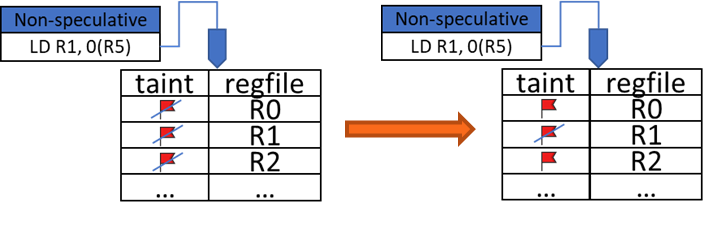 Non-speculative
LD R1, 0(R5)
taint regfile
R0
R1
R2
... ...
Non-speculative
LD R1, 0(R5)
taint regfile
R0
R1
R2
... ...